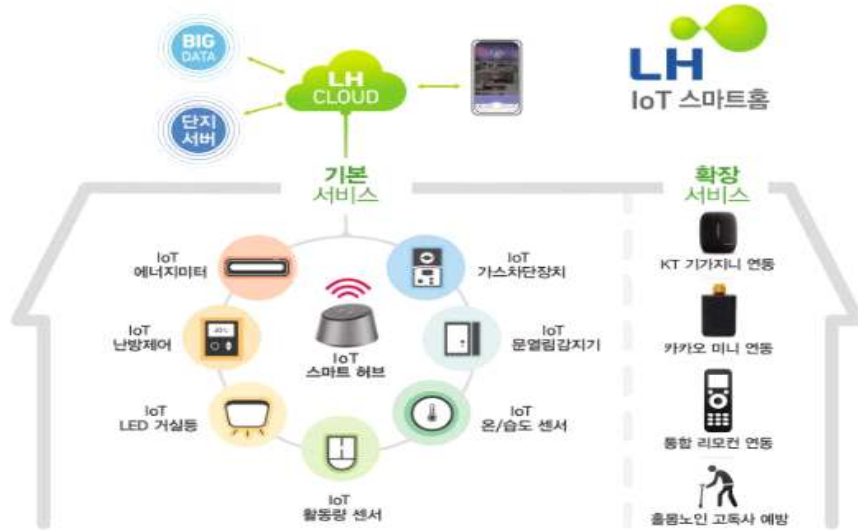 BIG
DATA
LH
CLOUD
단지
서버
LH
IoT 스마트홈
기본
서비스
확장
서비스
IoT
에너지미터
IoT
가스차단장치
IoT
난방제어
IoT
스마트 허브
IoT
문열림감지기
IoT
LED 거실등
IoT
온/습도 센서
IoT
활동량 센서
KT 기가지니 연동
카카오 미니 연동
통합 리모컨 연동
홀몸노인 고독사 예방